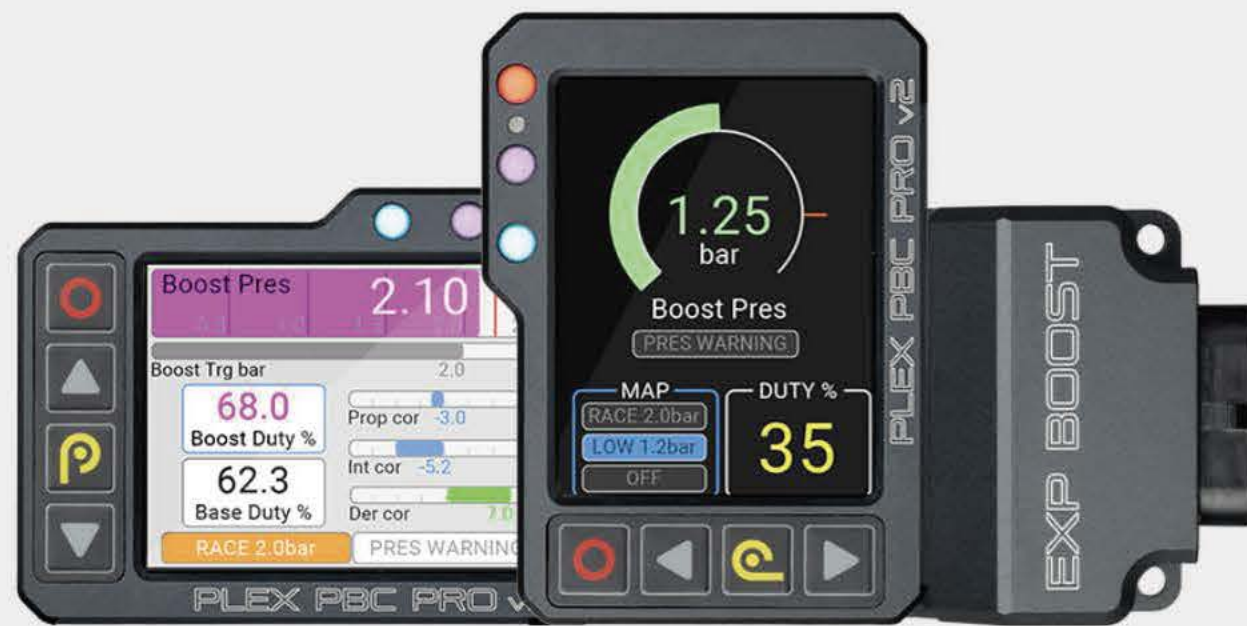 Boost Pres
2.10
Boost Trg bar
2.0
68.0
Boost Duty %
62.3
Base Duty %
Prop cor -3.0
Int cor -5.2
Der cor 7.0
RACE 2.0bar
PRES WARNING
PLEX PBC PRO
1.25
bar
Boost Pres
PRES WARNING
MAP
RACE 2.0bar
LOW 1.2bar
OFF
DUTY %
35
PLEX PBC PRO v2
EXP BOOST